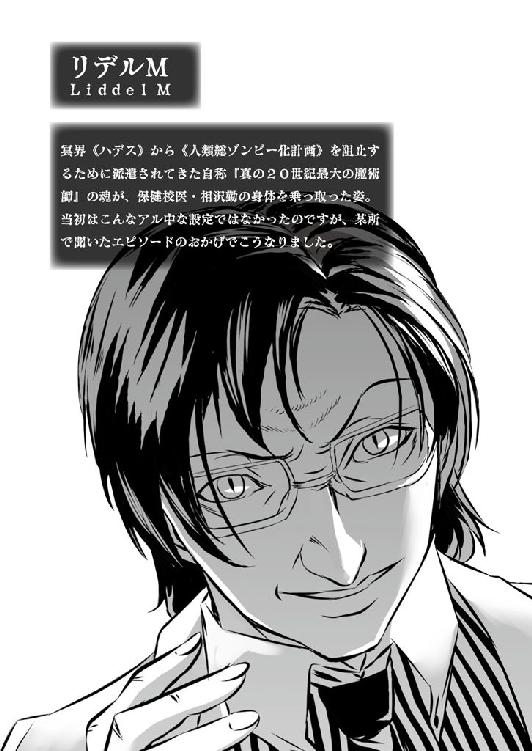 リデルM
Liddel M
冥界《ハデス》から《人類総ゾンビー化計画》を阻止す
るために派遣されてきた自称『真の20世紀最大の魔術
師』の魂が、保健校医・相沢勤の身体を乗っ取った姿。
当初はこんなアル中な設定ではなかったのですが、某所
で聞いたエピソードのおかげでこうなりました。